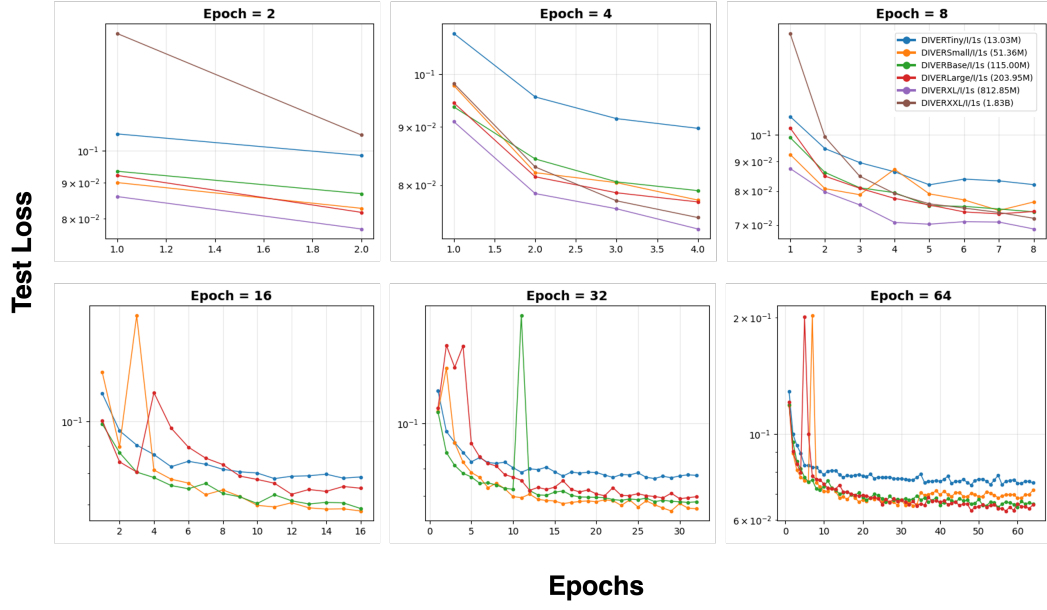 Epoch = 2
10⁻¹
9 × 10⁻²
8 × 10⁻²
1.0 1.2 1.4 1.6 1.8 2.0
Epoch = 4
10⁻¹
9 × 10⁻²
8 × 10⁻²
1.0 1.5 2.0 2.5 3.0 3.5 4.0
Epoch = 8
DIVERTiny/I/1s (13.03M)
DIVERSmall/I/1s (51.36M)
DIVERBase/I/1s (115.00M)
DIVERLarge/I/1s (203.95M)
DIVERXL/I/1s (812.85M)
DIVERXXL/I/1s (1.83B)
10⁻¹
9 × 10⁻²
8 × 10⁻²
7 × 10⁻²
1 2 3 4 5 6 7 8
Test Loss
Epoch = 16
10⁻¹
2 4 6 8 10 12 14 16
Epoch = 32
10⁻¹
0 5 10 15 20 25 30
Epoch = 64
2 × 10⁻¹
10⁻¹
6 × 10⁻²
0 10 20 30 40 50 60
Epochs